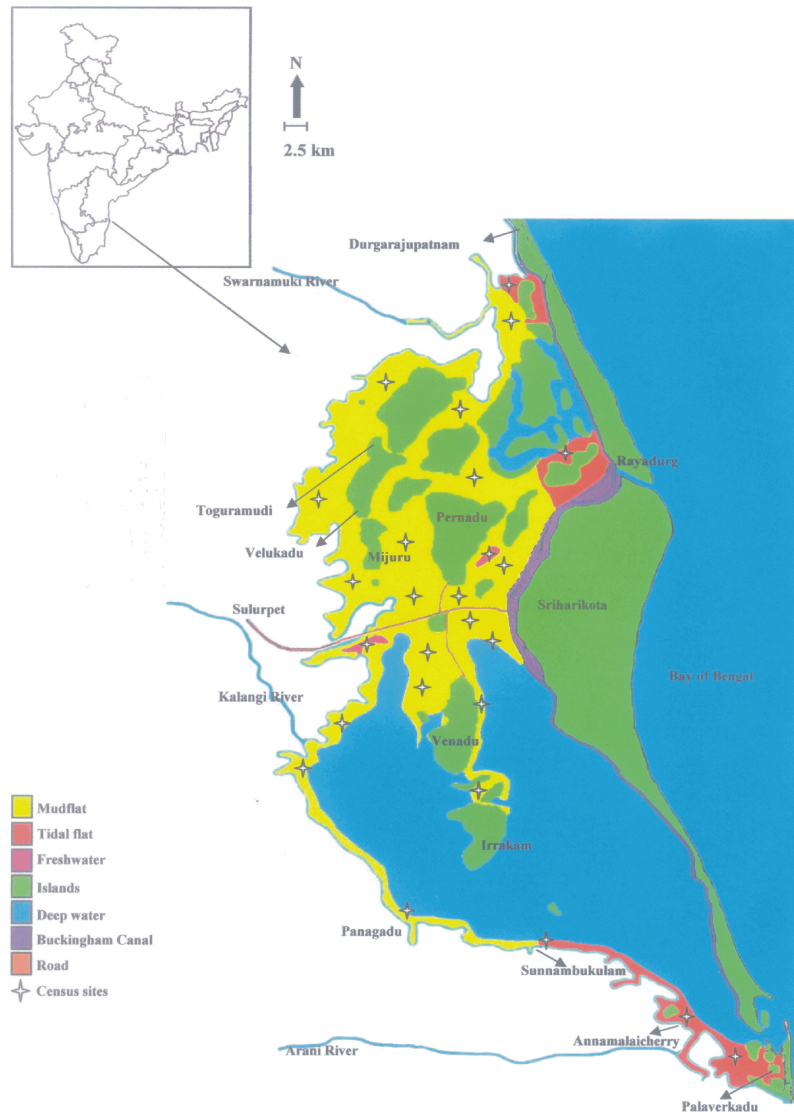 N
2.5 km
Durgarajupatnam
Swarnamuki River
Rayadurg
Toguramudi
Pernadu
Velukadu
Mijuru
Sriharikota
Sulurpet
Bay of Bengal
Kalangi River
Venadu
Mudflat
Tidal flat
Freshwater
Islands
Deep water
Buckingham Canal
Road
Census sites
Irrakam
Panagadu
Sunnambukulam
Annamalaicherry
Arani River
Palaverkadu